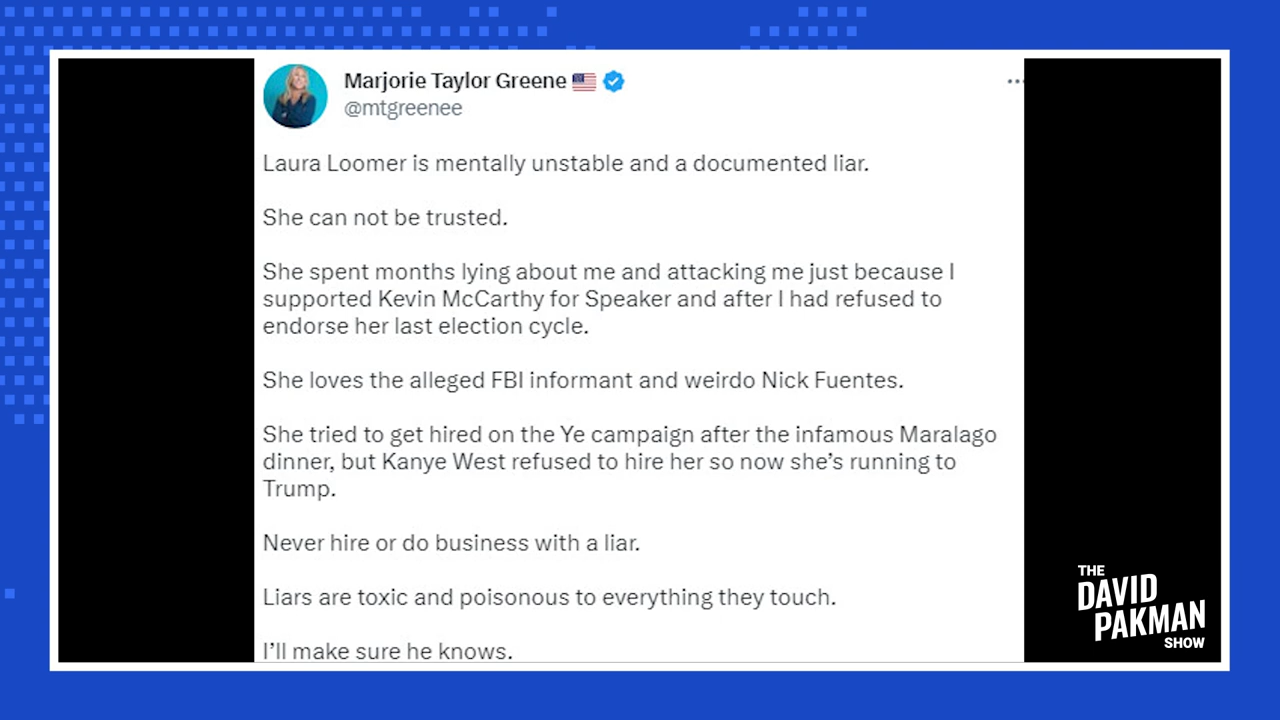 Marjorie Taylor Greene 🇺🇸
@mtgreenee
Laura Loomer is mentally unstable and a documented liar.
She can not be trusted.
She spent months lying about me and attacking me just because I
supported Kevin McCarthy for Speaker and after I had refused to
endorse her last election cycle.
She loves the alleged FBI informant and weirdo Nick Fuentes.
She tried to get hired on the Ye campaign after the infamous Maralago
dinner, but Kanye West refused to hire her so now she’s running to
Trump.
Never hire or do business with a liar.
Liars are toxic and poisonous to everything they touch.
I’ll make sure he knows.
THE
DAVID
PAKMAN
SHOW